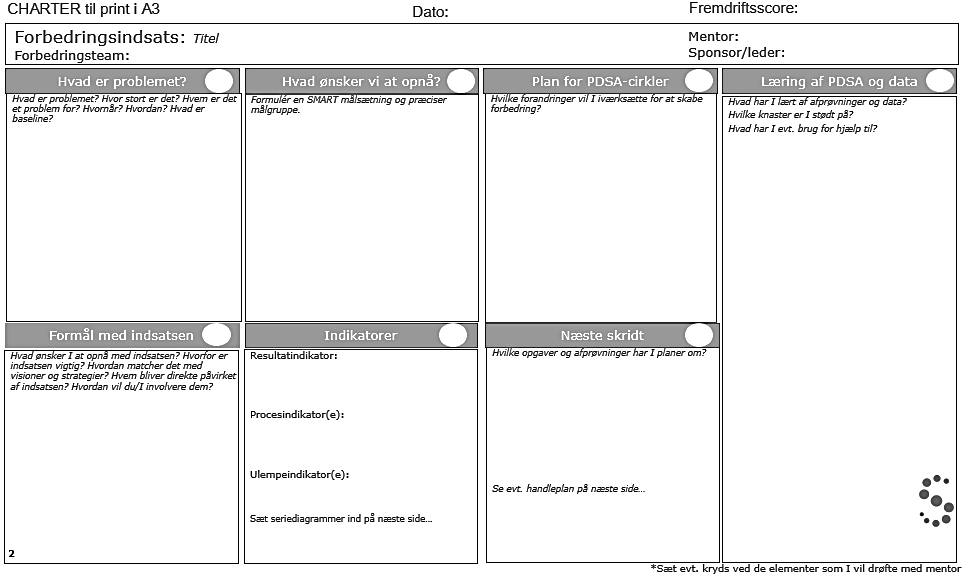 CHARTER til print i A3
Dato:
Fremdriftsscore:
Forbedringsindsats: Titel
Forbedringsteam:
Mentor:
Sponsor/leder:
Hvad er problemet?
Hvad er problemet? Hvor stort er det? Hvem er det
et problem for? Hvornår? Hvordan? Hvad er
baseline?
Hvad ønsker vi at opnå?
Formulér en SMART målsætning og præciser
målgruppe.
Plan for PDSA-cirkler
Hvilke forandringer vil I iværksætte for at skabe
forbedring?
Læring af PDSA og data
Hvad har I lært af afprøvninger og data?
Hvilke knaster er I stødt på?
Hvad har I evt. brug for hjælp til?
Formål med indsatsen
Hvad ønsker I at opnå med indsatsen? Hvorfor er
indsatsen vigtig? Hvordan matcher det med
visioner og strategier? Hvem bliver direkte påvirket
af indsatsen? Hvordan vil du/I involvere dem?
2
Indikatorer
Resultatindikator:
Procesindikator(e):
Ulempeindikator(e):
Sæt seriediagrammer ind på næste side...
Næste skridt
Hvilke opgaver og afprøvninger har I planer om?
Se evt. handleplan på næste side...
*Sæt evt. kryds ved de elementer som I vil drøfte med mentor